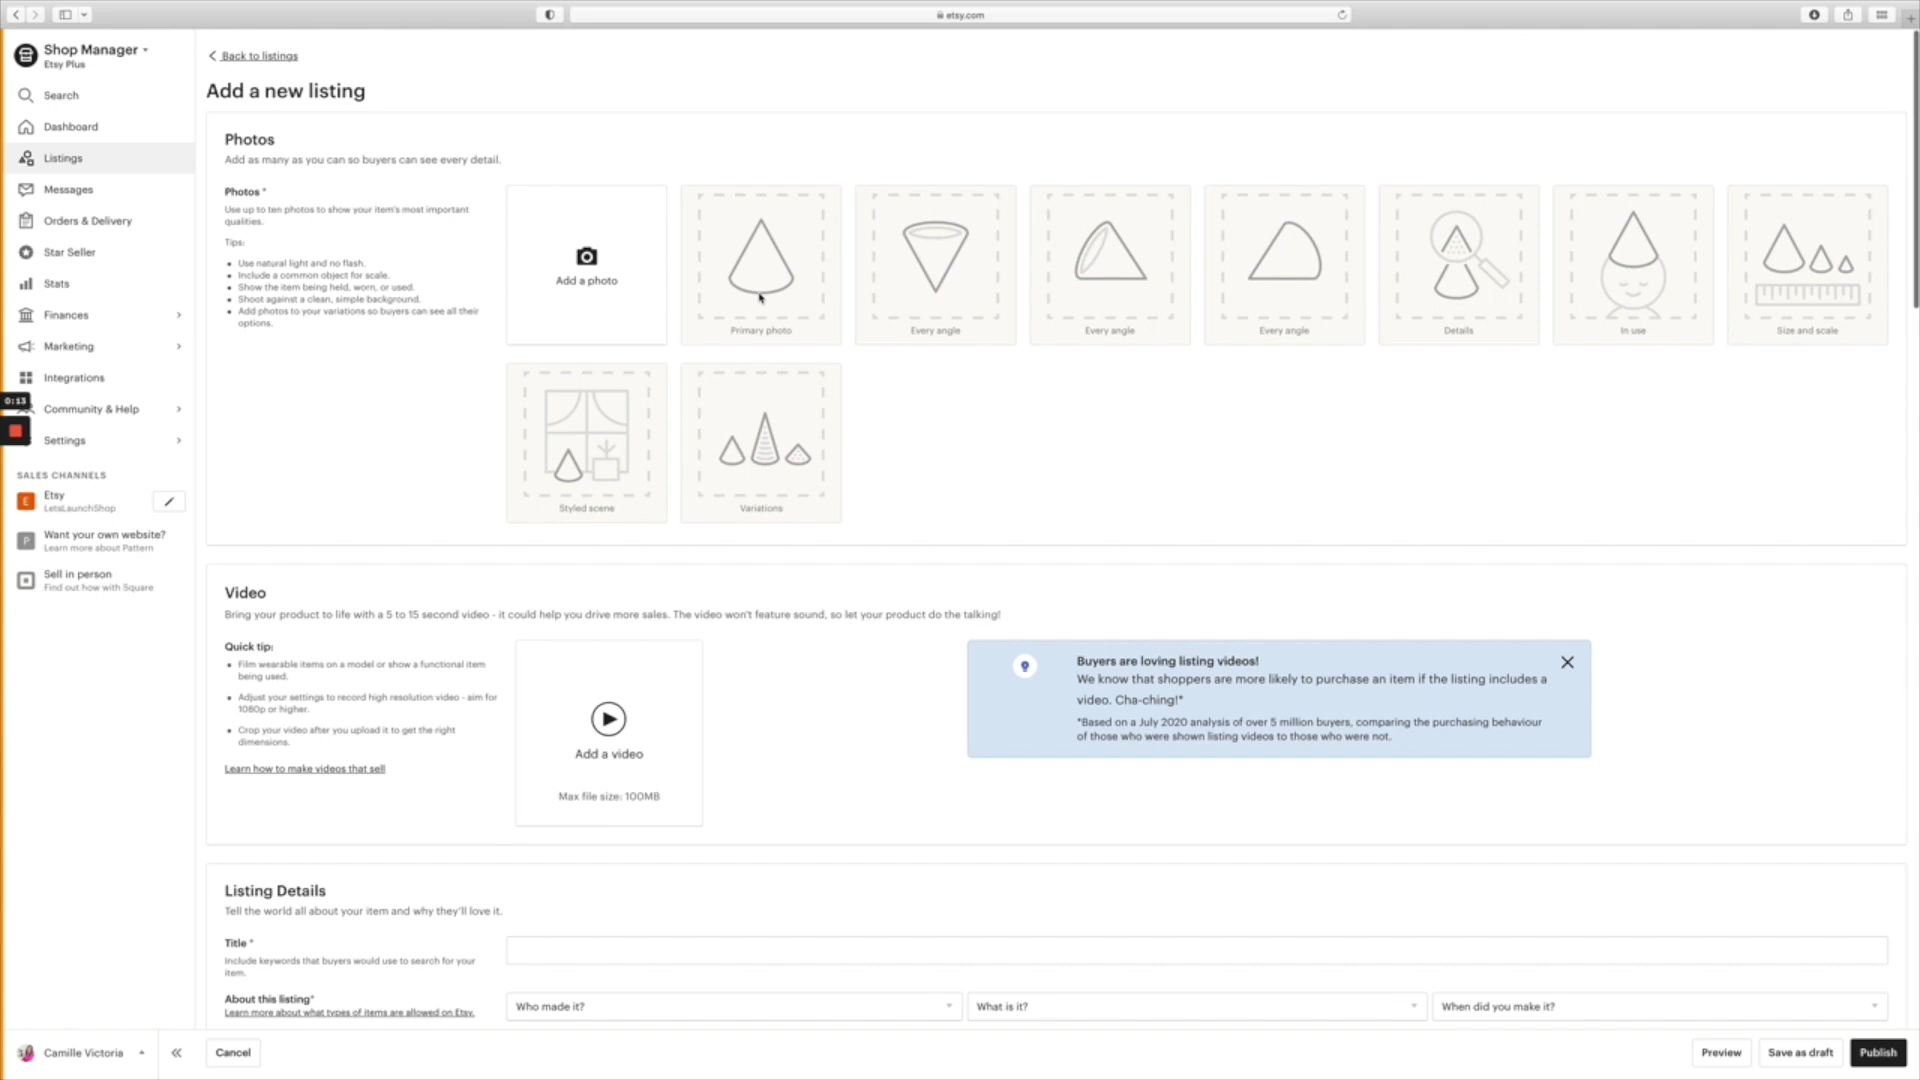 etsy.com
Shop Manager
Etsy Plus
Search
Dashboard
Listings
Messages
Orders & Delivery
Star Seller
Stats
Finances
Marketing
Integrations
0:13
Community & Help
Settings
SALES CHANNELS
E
Etsy
LetsLaunchShop
P
Want your own website?
Learn more about Pattern
Sell in person
Find out how with Square
Camille Victoria
Back to listings
Add a new listing
Photos
Add as many as you can so buyers can see every detail.
Photos *
Use up to ten photos to show your item's most important
qualities.
Tips:
Use natural light and no flash.
Include a common object for scale.
Show the item being held, worn, or used.
Shoot against a clean, simple background.
Add photos to your variations so buyers can see all their
options.
Add a photo
Primary photo
Every angle
Every angle
Every angle
Details
In use
Size and scale
Styled scene
Variations
Video
Bring your product to life with a 5 to 15 second video - it could help you drive more sales. The video won't feature sound, so let your product do the talking!
Quick tip:
Film wearable items on a model or show a functional item
being used.
Adjust your settings to record high resolution video - aim for
1080p or higher.
Crop your video after you upload it to get the right
dimensions.
Learn how to make videos that sell
Add a video
Max file size: 100MB
Buyers are loving listing videos!
We know that shoppers are more likely to purchase an item if the listing includes a
video. Cha-ching!*
*Based on a July 2020 analysis of over 5 million buyers, comparing the purchasing behaviour
of those who were shown listing videos to those who were not.
Listing Details
Tell the world all about your item and why they'll love it.
Title *
Include keywords that buyers would use to search for your
item.
About this listing*
Learn more about what types of items are allowed on Etsy.
Who made it?
What is it?
When did you make it?
Cancel
Preview
Save as draft
Publish